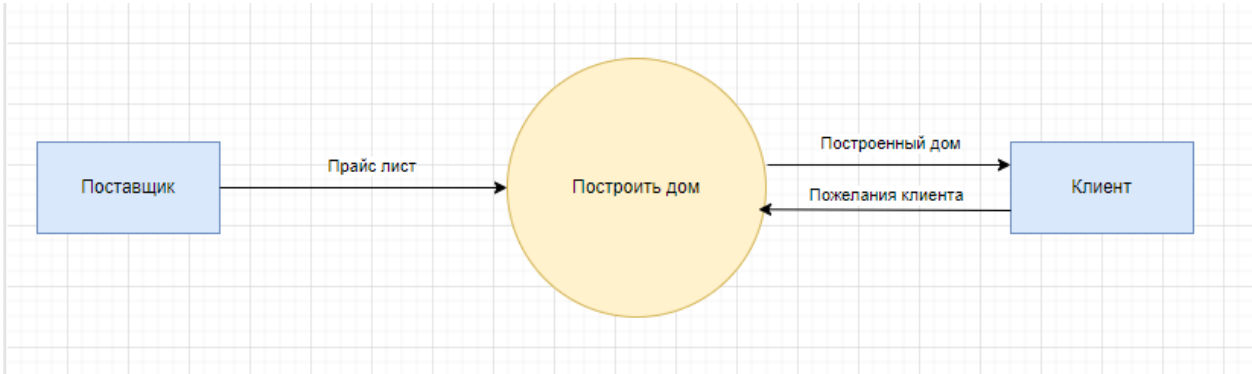 Поставщик
Прайс лист
Построить дом
Построенный дом
Пожелания клиента
Клиент